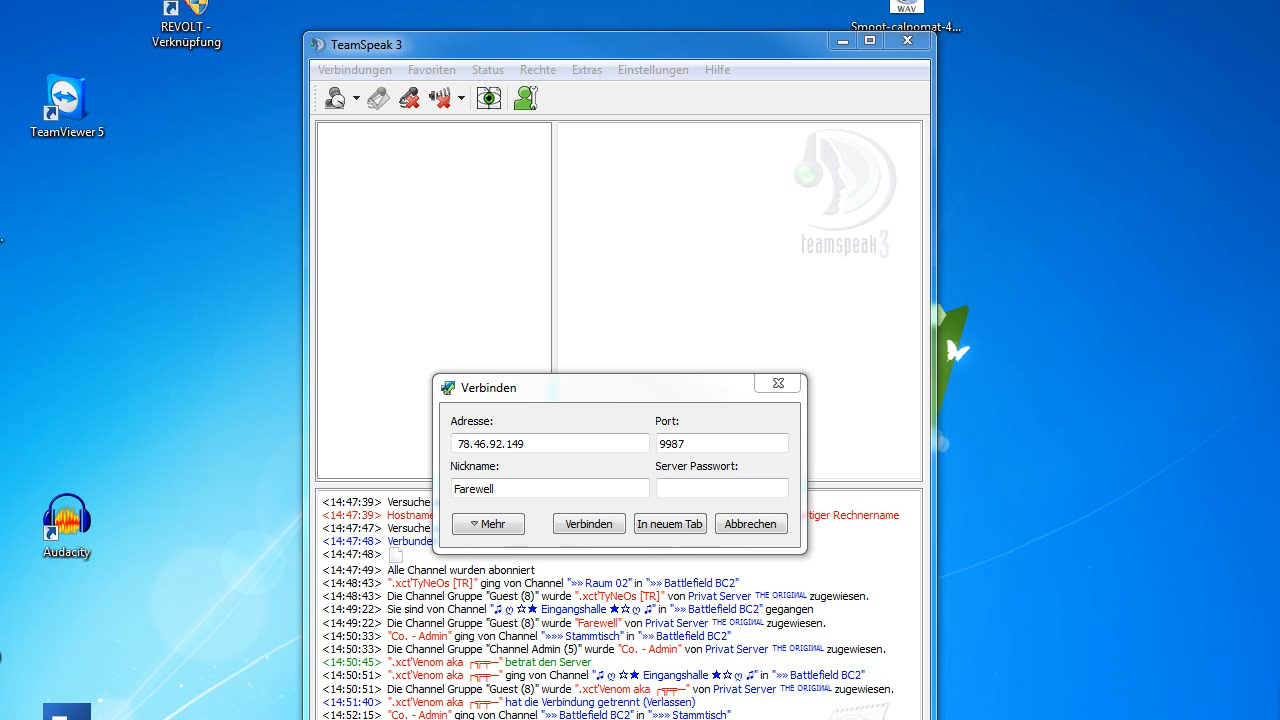 REVOLT -
Verknüpfung
WAV
Smoot-calpomat-4...
TeamViewer 5
Audacity
TeamSpeak 3
Verbindungen Favoriten Status Rechte Extras Einstellungen Hilfe
teamspeak3
Verbinden
Adresse: Port:
78.46.92.149 9987
Nickname: Server Passwort:
Farewell
Mehr Verbinden In neuem Tab Abbrechen
<14:47:39> Versuche
<14:47:39> Hostname tiger Rechnername
<14:47:47> Versuche
<14:47:48> Verbunde
<14:47:48>
<14:47:49> Alle Channel wurden abonniert
<14:48:43> ".xct'TyNeOs [TR]" ging von Channel "»» Raum 02" in "»» Battlefield BC2"
<14:48:43> Die Channel Gruppe "Guest (8)" wurde ".xct'TyNeOs [TR]" von Privat Server ᵀᴴᴱ ᴼᴿᴵᴳᴵᴻᴬᴸ zugewiesen.
<14:49:22> Sie sind von Channel "♫ ღ ☆★ Eingangshalle ★☆ღ ♫" in "»» Battlefield BC2" gegangen
<14:49:22> Die Channel Gruppe "Guest (8)" wurde "Farewell" von Privat Server ᵀᴴᴱ ᴼᴿᴵᴳᴵᴻᴬᴸ zugewiesen.
<14:50:33> "Co. - Admin" ging von Channel "»»» Stammtisch" in "»» Battlefield BC2"
<14:50:33> Die Channel Gruppe "Channel Admin (5)" wurde "Co. - Admin" von Privat Server ᵀᴴᴱ ᴼᴿᴵᴳᴵᴻᴬᴸ zugewiesen.
<14:50:45> ".xct'Venom aka ╭╦╦─" betrat den Server
<14:50:51> ".xct'Venom aka ╭╦╦─" ging von Channel "♫ ღ ☆★ Eingangshalle ★☆ღ ♫" in "»» Battlefield BC2"
<14:50:51> Die Channel Gruppe "Guest (8)" wurde ".xct'Venom aka ╭╦╦─" von Privat Server ᵀᴴᴱ ᴼᴿᴵᴳᴵᴻᴬᴸ zugewiesen.
<14:51:40> ".xct'Venom aka ╭╦╦─" hat die Verbindung getrennt (Verlassen)
<14:52:15> "Co. - Admin" ging von Channel "»» Battlefield BC2" in "»»» Stammtisch"